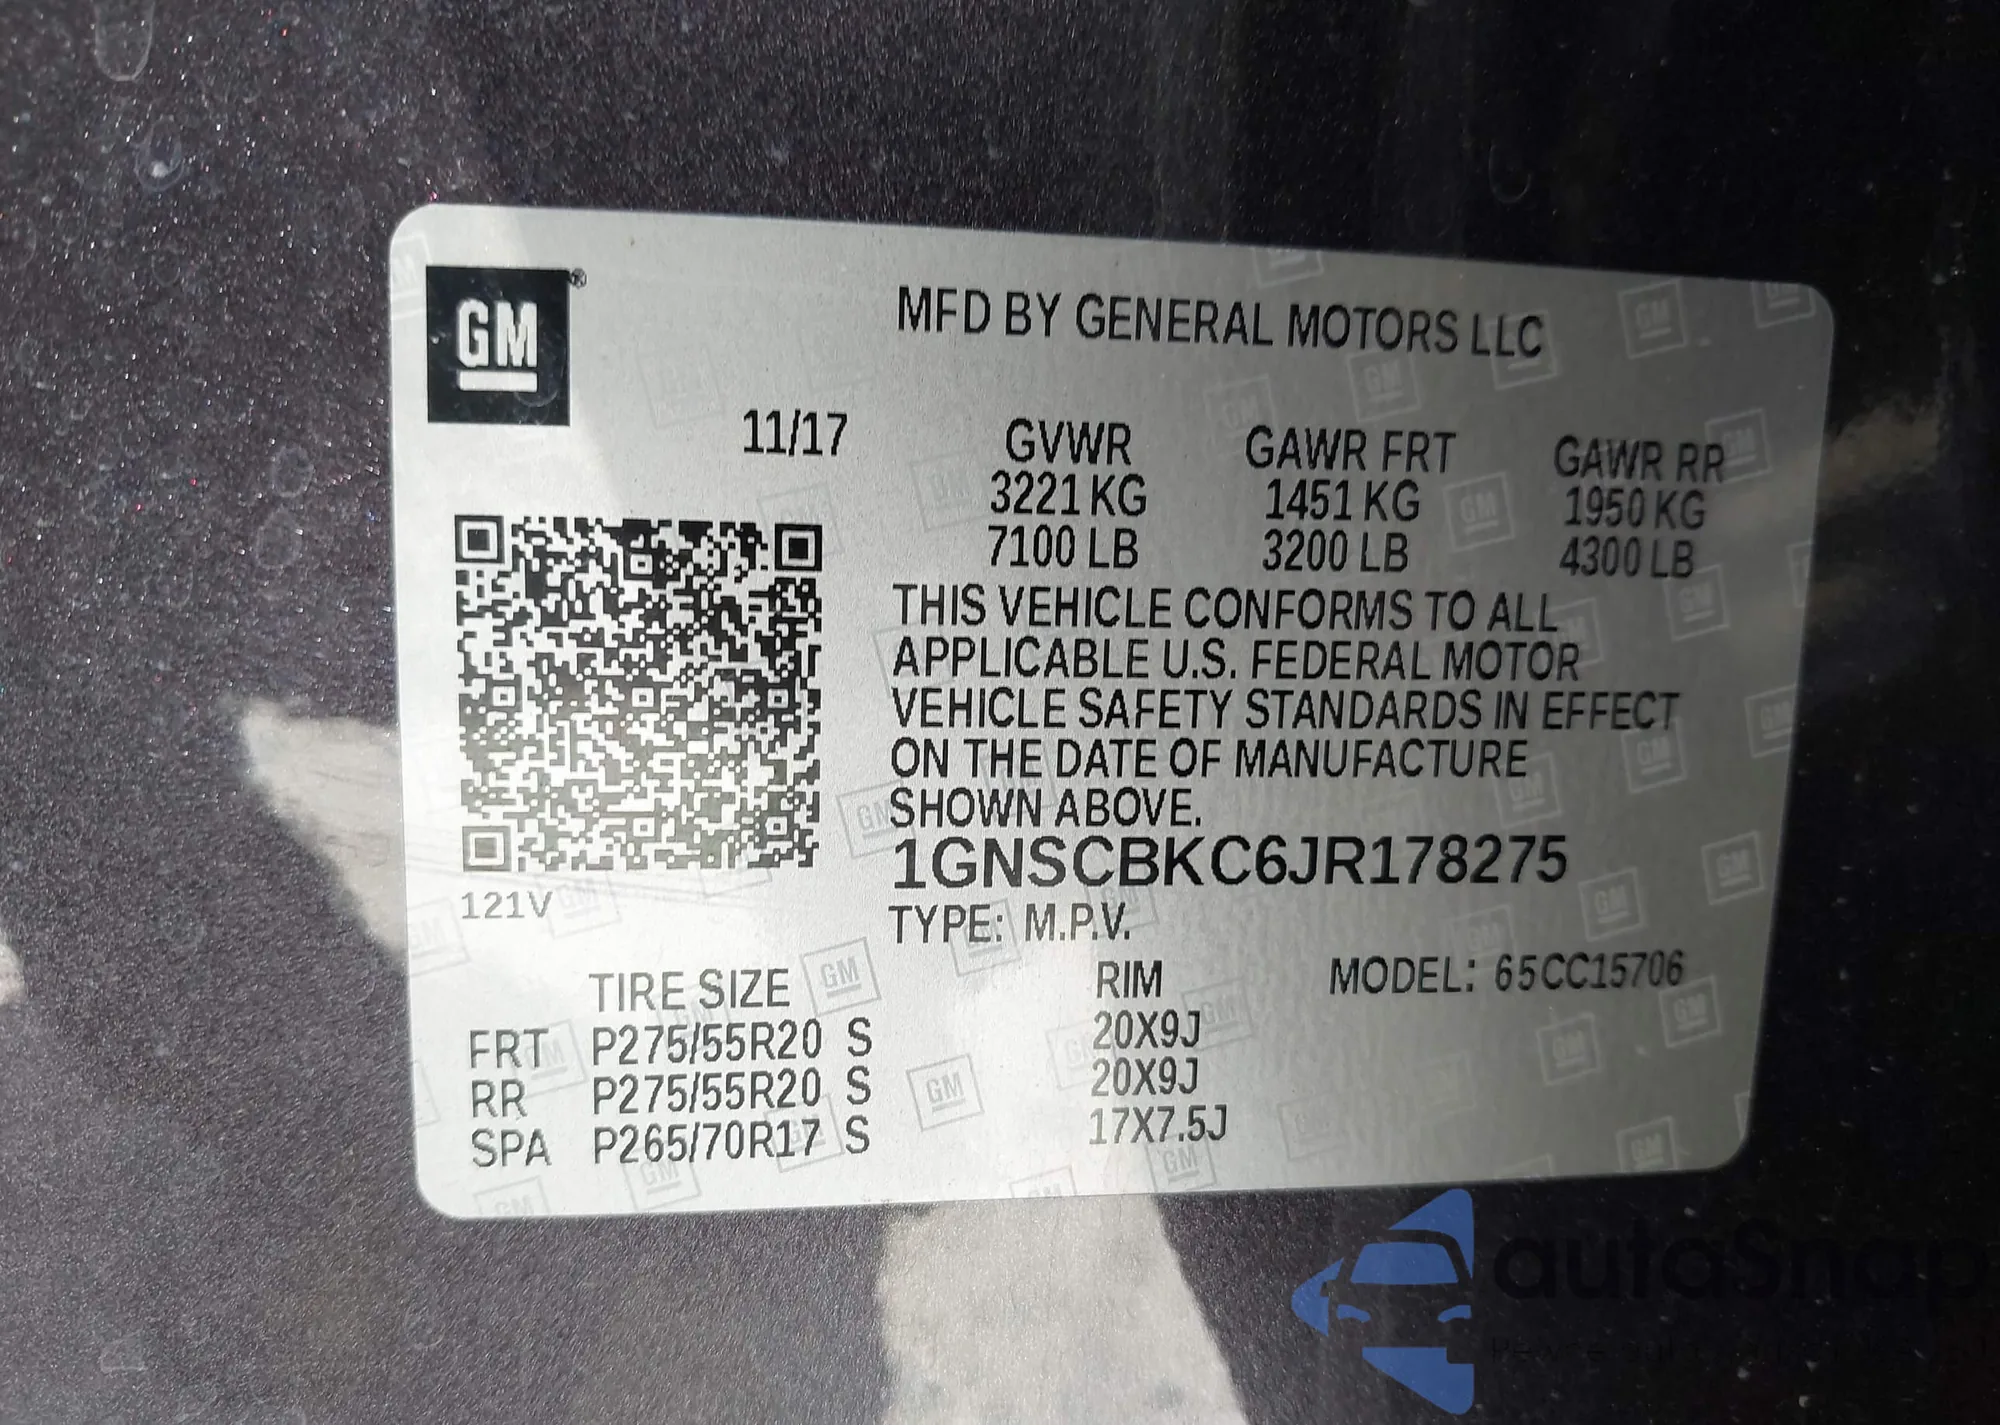 GM
MFD BY GENERAL MOTORS LLC
11/17 GVWR GAWR FRT GAWR RR
3221 KG 1451 KG 1950 KG
7100 LB 3200 LB 4300 LB
THIS VEHICLE CONFORMS TO ALL
APPLICABLE U.S. FEDERAL MOTOR
VEHICLE SAFETY STANDARDS IN EFFECT
ON THE DATE OF MANUFACTURE
SHOWN ABOVE.
1GNSCBKC6JR178275
121V
TYPE: M.P.V.
TIRE SIZE RIM MODEL: 65CC15706
FRT P275/55R20 S 20X9J
RR P275/55R20 S 20X9J
SPA P265/70R17 S 17X7.5J
autoSnap